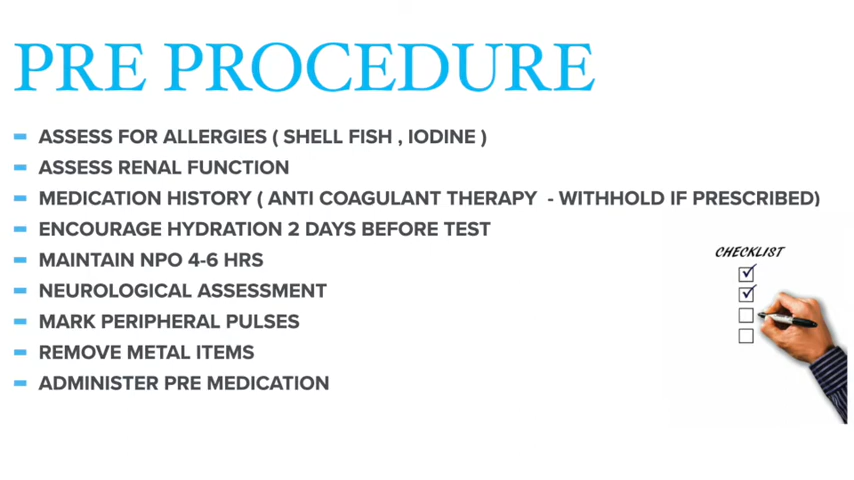 PRE PROCEDURE
ASSESS FOR ALLERGIES ( SHELL FISH , IODINE )
ASSESS RENAL FUNCTION
MEDICATION HISTORY ( ANTI COAGULANT THERAPY - WITHHOLD IF PRESCRIBED)
ENCOURAGE HYDRATION 2 DAYS BEFORE TEST
MAINTAIN NPO 4-6 HRS
NEUROLOGICAL ASSESSMENT
MARK PERIPHERAL PULSES
REMOVE METAL ITEMS
ADMINISTER PRE MEDICATION
CHECKLIST